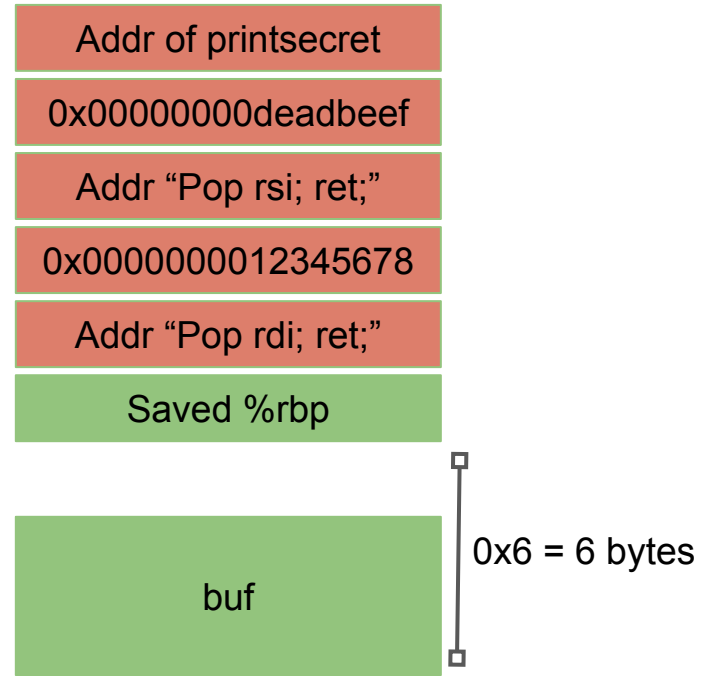 Addr of printsecret
0x00000000deadbeef
Addr “Pop rsi; ret;”
0x0000000012345678
Addr “Pop rdi; ret;”
Saved %rbp
0x6 = 6 bytes
buf